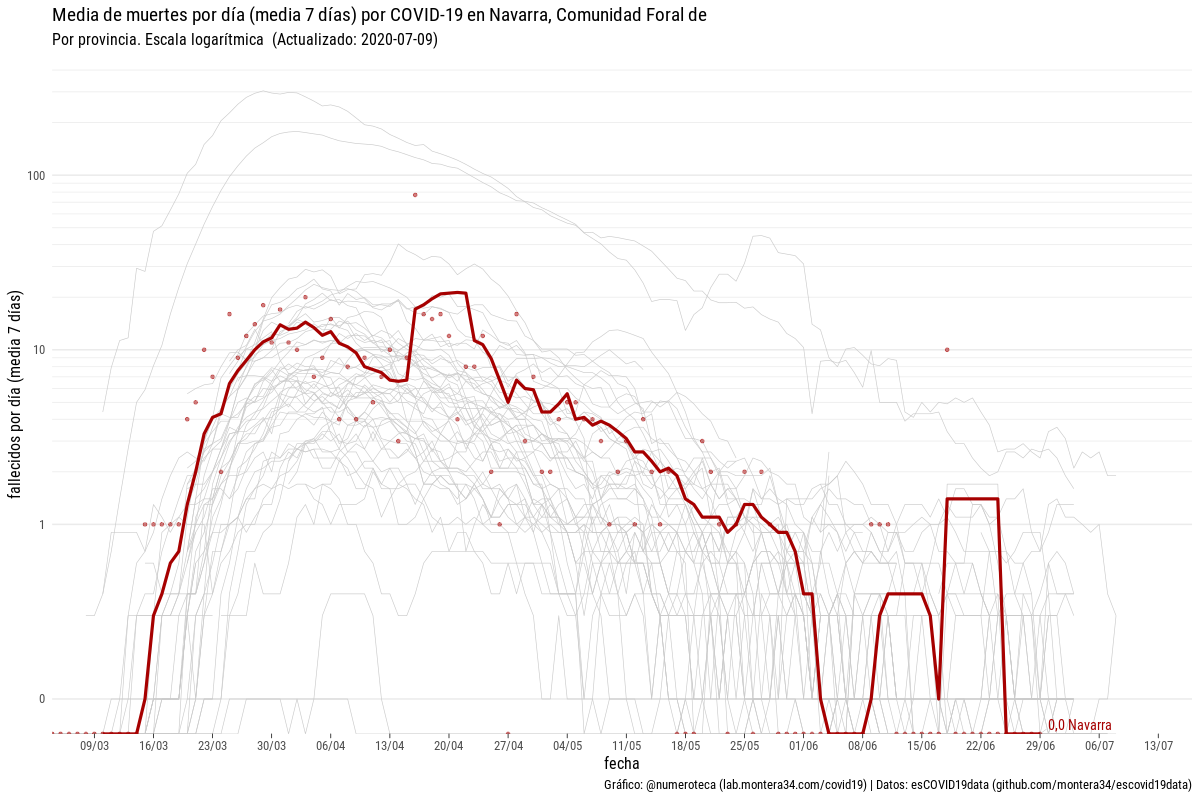 Media de muertes por día (media 7 días) por COVID-19 en Navarra, Comunidad Foral de
Por provincia. Escala logarítmica (Actualizado: 2020-07-09)
fallecidos por día (media 7 días)
100
10
1
0
0,0 Navarra
09/03 16/03 23/03 30/03 06/04 13/04 20/04 27/04 04/05 11/05 18/05 25/05 01/06 08/06 15/06 22/06 29/06 06/07 13/07
fecha
Gráfico: @numeroteca (lab.montera34.com/covid19) | Datos: esCOVID19data (github.com/montera34/escovid19data)